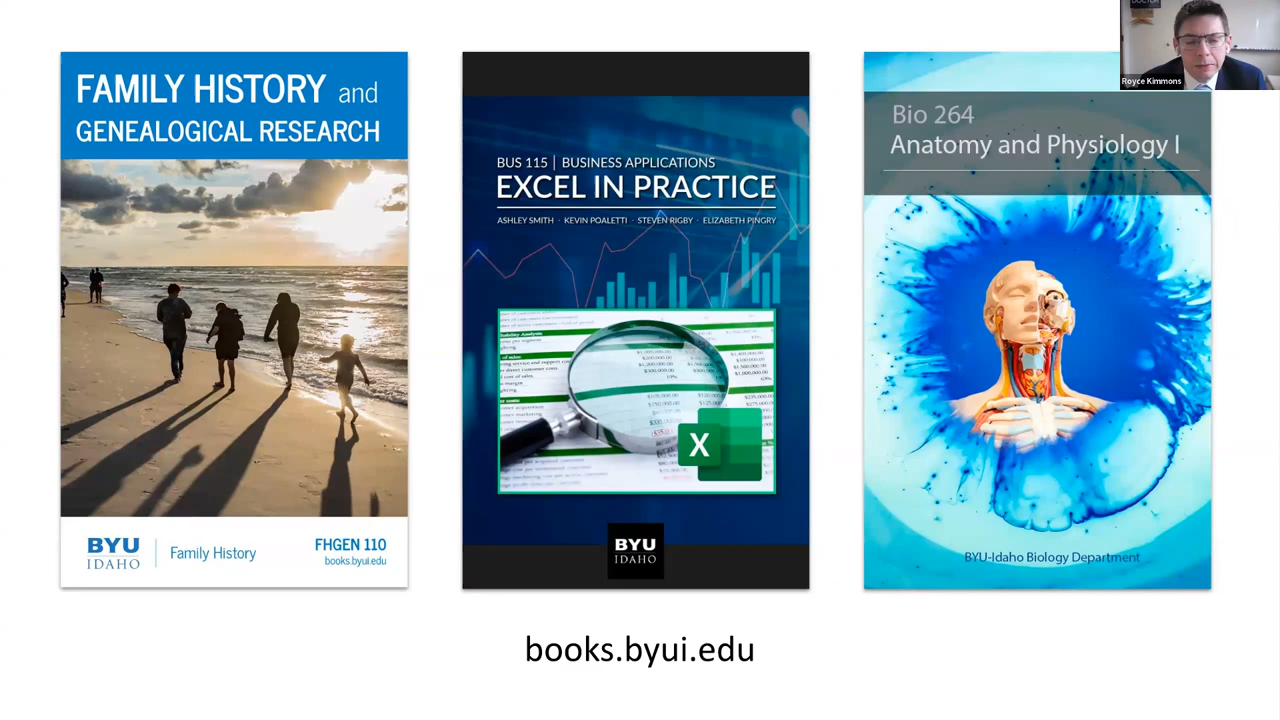 FAMILY HISTORY and
GENEALOGICAL RESEARCH
BYU
IDAHO
Family History
FHGEN 110
books.byui.edu
BUS 115 | BUSINESS APPLICATIONS
EXCEL IN PRACTICE
ASHLEY SMITH · KEVIN POALETTI · STEVEN RIGBY · ELIZABETH PINGRY
X
BYU
IDAHO
Bio 264
Anatomy and Physiology I
BYU-Idaho Biology Department
Royce Kimmons
books.byui.edu